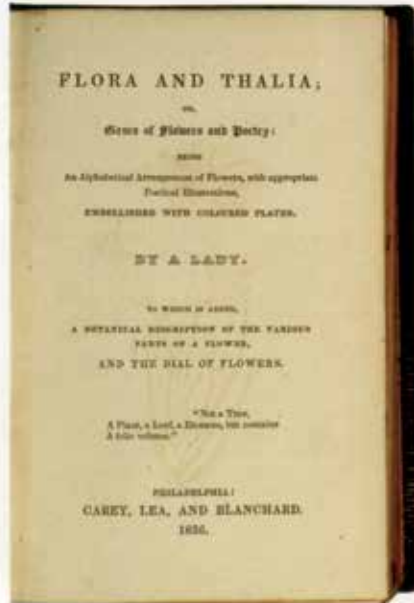 FLORA AND THALIA;
OR,
Gems of Flowers and Poetry:
BEING
An Alphabetical Arrangement of Flowers, with appropriate
Poetical Illustrations,
EMBELLISHED WITH COLOURED PLATES.
BY A LADY.
TO WHICH IS ADDED,
A BOTANICAL DESCRIPTION OF THE VARIOUS
PARTS OF A FLOWER,
AND THE DIAL OF FLOWERS.
"Not a Tree,
A Plant, a Leaf, a Blossom, but contains
A folio volume."
PHILADELPHIA:
CAREY, LEA, AND BLANCHARD.
1836.